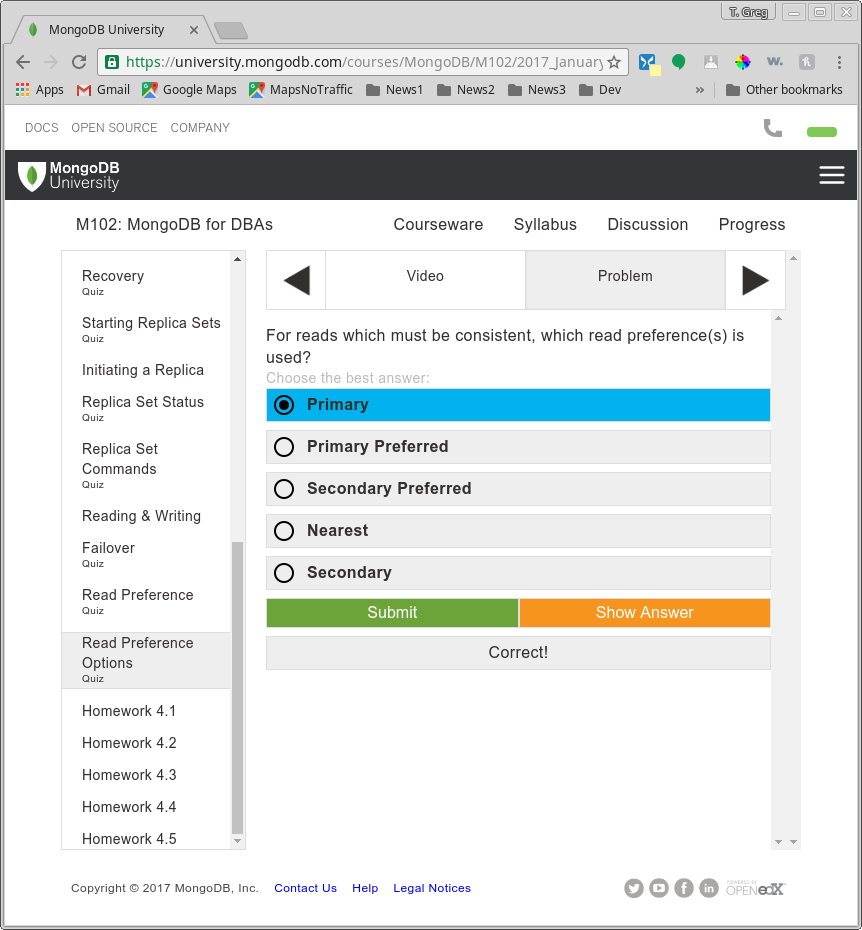 T. Greg
MongoDB University
https://university.mongodb.com/courses/MongoDB/M102/2017_January
Apps
Gmail
Google Maps
MapsNoTraffic
News1
News2
News3
Dev
»
Other bookmarks
DOCS
OPEN SOURCE
COMPANY
MongoDB
University
M102: MongoDB for DBAs
Courseware
Syllabus
Discussion
Progress
Recovery
Quiz
Starting Replica Sets
Quiz
Initiating a Replica
Replica Set Status
Quiz
Replica Set
Commands
Quiz
Reading & Writing
Failover
Quiz
Read Preference
Quiz
Read Preference
Options
Quiz
Homework 4.1
Homework 4.2
Homework 4.3
Homework 4.4
Homework 4.5
Video
Problem
For reads which must be consistent, which read preference(s) is
used?
Choose the best answer:
Primary
Primary Preferred
Secondary Preferred
Nearest
Secondary
Submit
Show Answer
Correct!
Copyright © 2017 MongoDB, Inc.
Contact Us
Help
Legal Notices
POWERED BY
OPEN edX